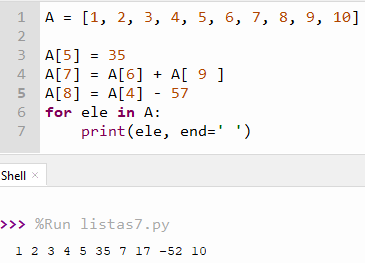 1 A = [1, 2, 3, 4, 5, 6, 7, 8, 9, 10]
2
3 A[5] = 35
4 A[7] = A[6] + A[ 9 ]
5 A[8] = A[4] - 57
6 for ele in A:
7     print(ele, end=' ')
Shell ×
>>> %Run listas7.py
1 2 3 4 5 35 7 17 -52 10